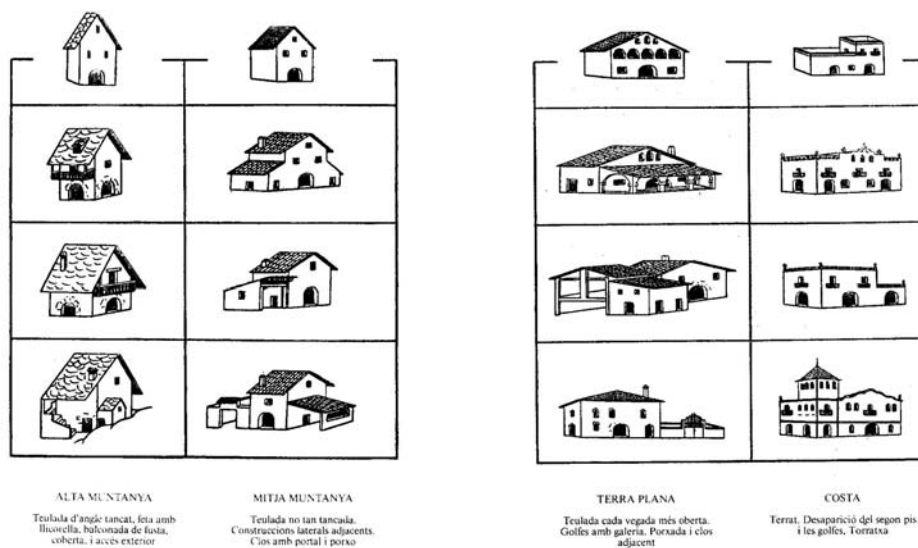 ALTA MUNTANYA
Teulada d'angle tancat, feta amb
llicorella, balconada de fusta,
coberta, i accés exterior
MITJA MUNTANYA
Teulada no tan tancada.
Construccions laterals adjacents.
Clos amb portal i porxo
TERRA PLANA
Teulada cada vegada més oberta.
Golfes amb galeria. Porxada i clos
adjacent
COSTA
Terrat. Desaparició del segon pis
i les golfes. Torratxa